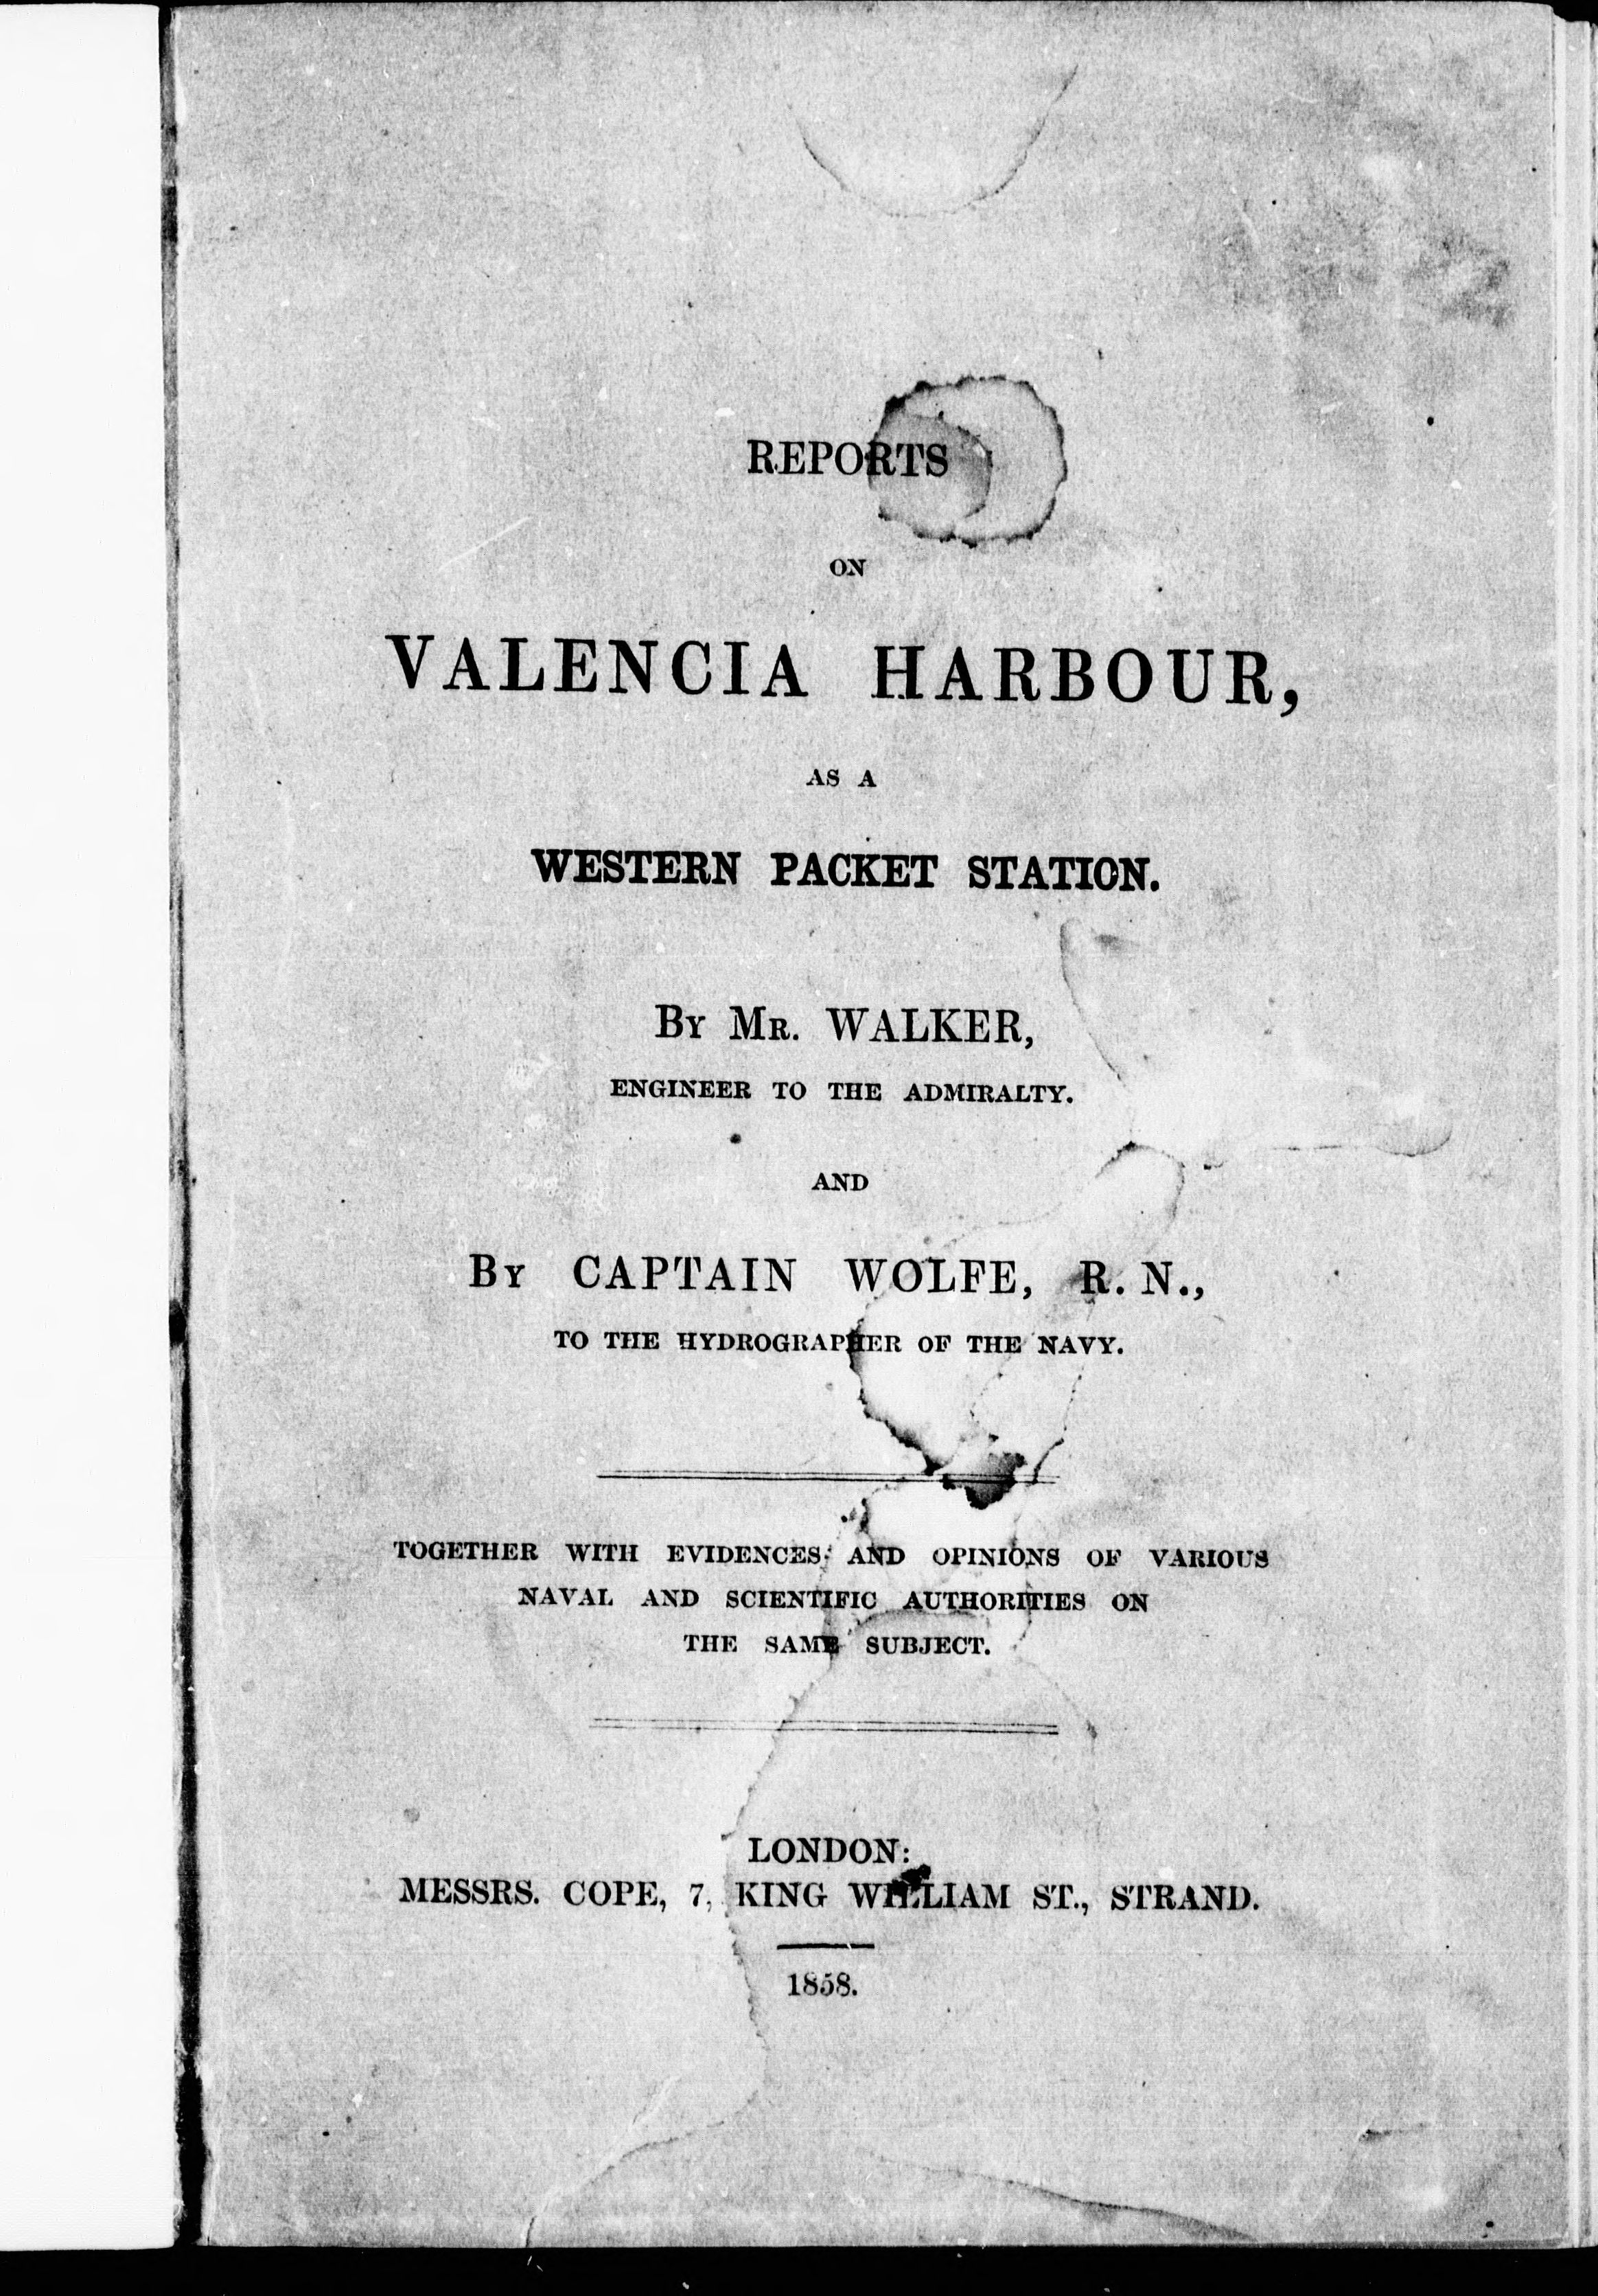 REPORTS
ON
VALENCIA HARBOUR,
AS A
WESTERN PACKET STATION.
BY MR. WALKER,
ENGINEER TO THE ADMIRALTY.
AND
BY CAPTAIN WOLFE, R. N.,
TO THE HYDROGRAPHER OF THE NAVY.
TOGETHER WITH EVIDENCES AND OPINIONS OF VARIOUS
NAVAL AND SCIENTIFIC AUTHORITIES ON
THE SAME SUBJECT.
LONDON:
MESSRS. COPE, 7, KING WILLIAM ST., STRAND.
1858.